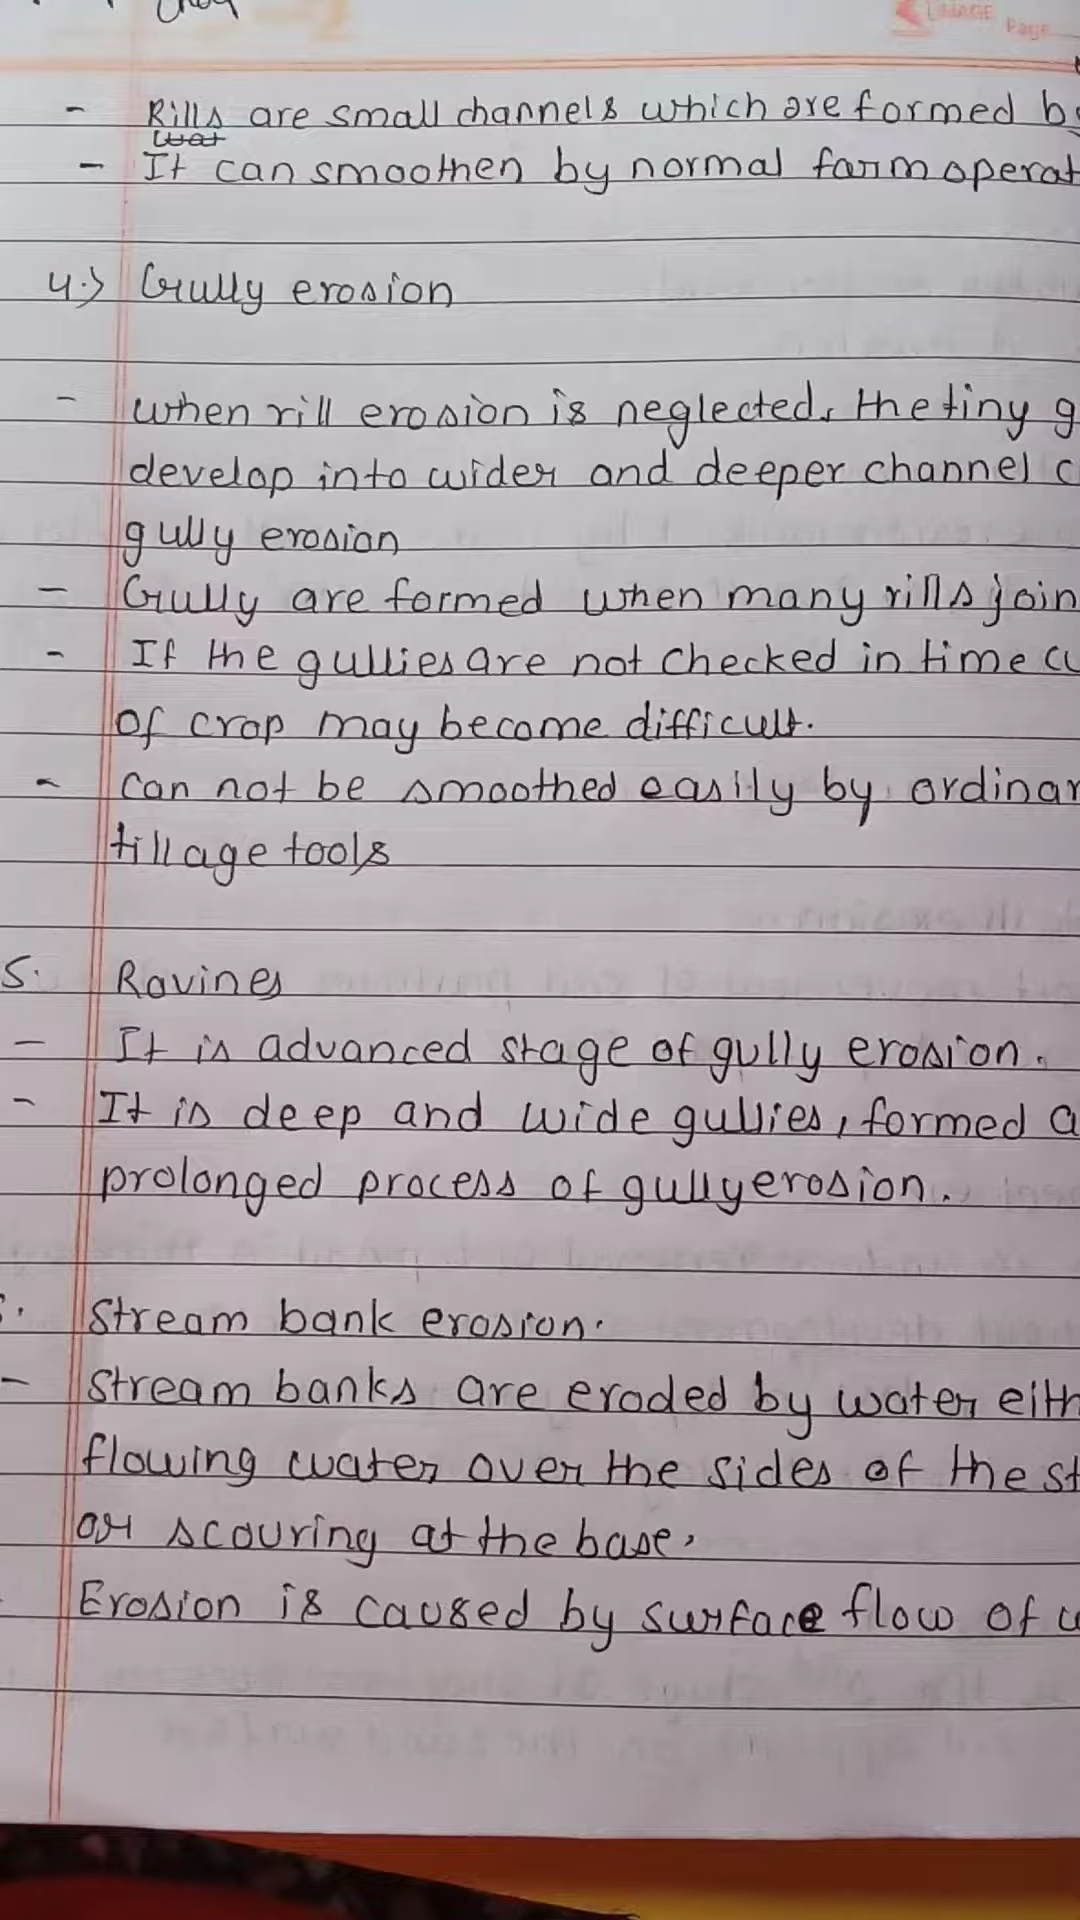 Rills are small channels which are formed
It can smoothen by normal farm
4.) Gully erosion
- when rill erosion is neglected, the tiny
develop into wider and deeper channel
gully erosion
- Gully are formed when many rills join
- If the gullies are not checked in time
of crop may become difficult.
- can not be smoothed easily by
tillage tools
5. Ravines
- It is advanced stage of gully erosion.
- It is deep and wide gullies, formed
prolonged process of gully erosion.
Stream bank erosion.
- Stream banks are eroded by water
flowing water over the sides of the
or scouring at the base,
Erosion is caused by surface flow of